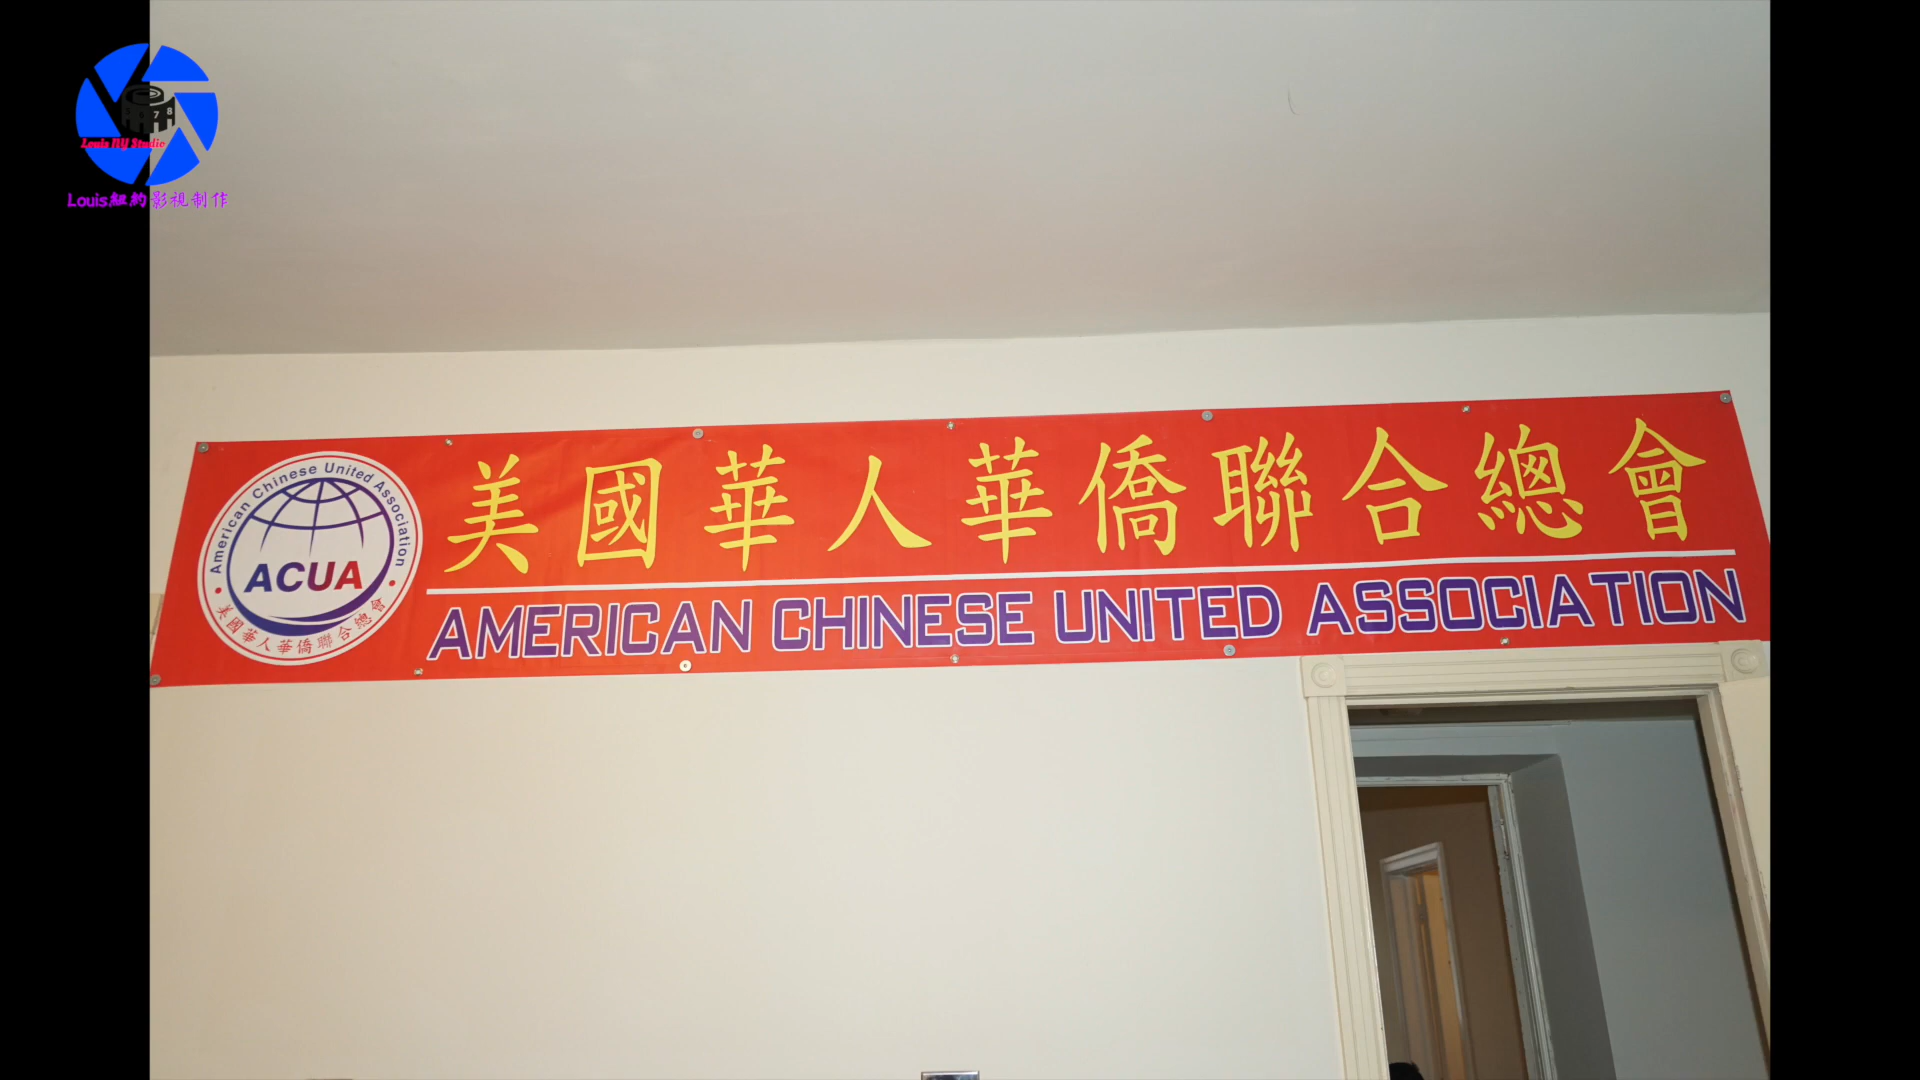 Louis NY Studio
Louis紐約影視制作
美國華人華僑聯合總會
AMERICAN CHINESE UNITED ASSOCIATION
American Chinese United Association
ACUA
美國華人華僑聯合總會
7 8